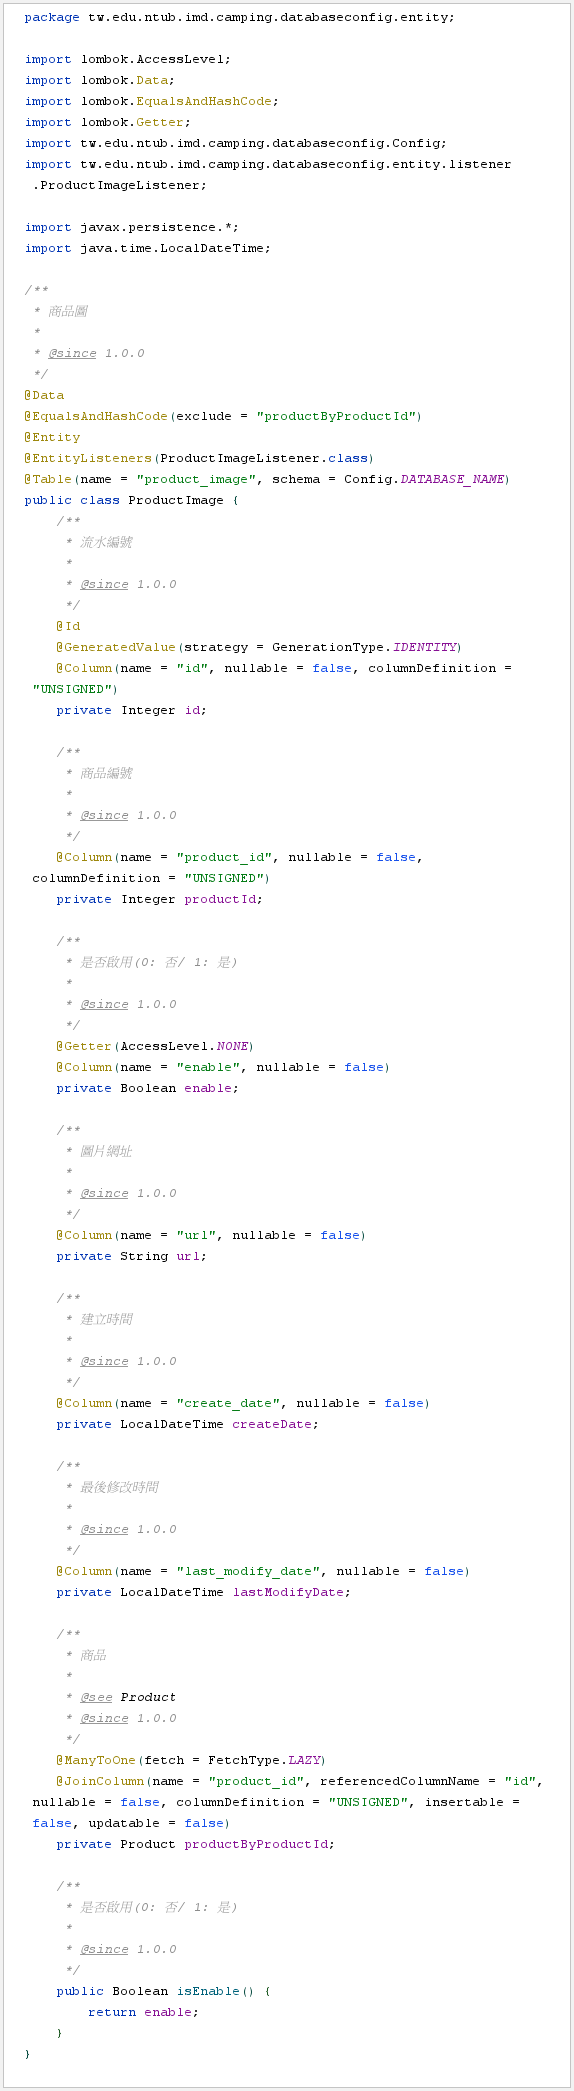 package tw.edu.ntub.imd.camping.databaseconfig.entity;
import lombok.AccessLevel;
import lombok.Data;
import lombok.EqualsAndHashCode;
import lombok.Getter;
import tw.edu.ntub.imd.camping.databaseconfig.Config;
import tw.edu.ntub.imd.camping.databaseconfig.entity.listener
.ProductImageListener;
import javax.persistence.*;
import java.time.LocalDateTime;
/**
* 商品圖
*
* @since 1.0.0
*/
@Data
@EqualsAndHashCode(exclude = "productByProductId")
@Entity
@EntityListeners(ProductImageListener.class)
@Table(name = "product_image", schema = Config.DATABASE_NAME)
public class ProductImage {
/**
* 流水編號
*
* @since 1.0.0
*/
@Id
@GeneratedValue(strategy = GenerationType.IDENTITY)
@Column(name = "id", nullable = false, columnDefinition =
"UNSIGNED")
private Integer id;
/**
* 商品編號
*
* @since 1.0.0
*/
@Column(name = "product_id", nullable = false,
columnDefinition = "UNSIGNED")
private Integer productId;
/**
* 是否啟用(0: 否/ 1: 是)
*
* @since 1.0.0
*/
@Getter(AccessLevel.NONE)
@Column(name = "enable", nullable = false)
private Boolean enable;
/**
* 圖片網址
*
* @since 1.0.0
*/
@Column(name = "url", nullable = false)
private String url;
/**
* 建立時間
*
* @since 1.0.0
*/
@Column(name = "create_date", nullable = false)
private LocalDateTime createDate;
/**
* 最後修改時間
*
* @since 1.0.0
*/
@Column(name = "last_modify_date", nullable = false)
private LocalDateTime lastModifyDate;
/**
* 商品
*
* @see Product
* @since 1.0.0
*/
@ManyToOne(fetch = FetchType.LAZY)
@JoinColumn(name = "product_id", referencedColumnName = "id",
nullable = false, columnDefinition = "UNSIGNED", insertable =
false, updatable = false)
private Product productByProductId;
/**
* 是否啟用(0: 否/ 1: 是)
*
* @since 1.0.0
*/
public Boolean isEnable() {
return enable;
}
}